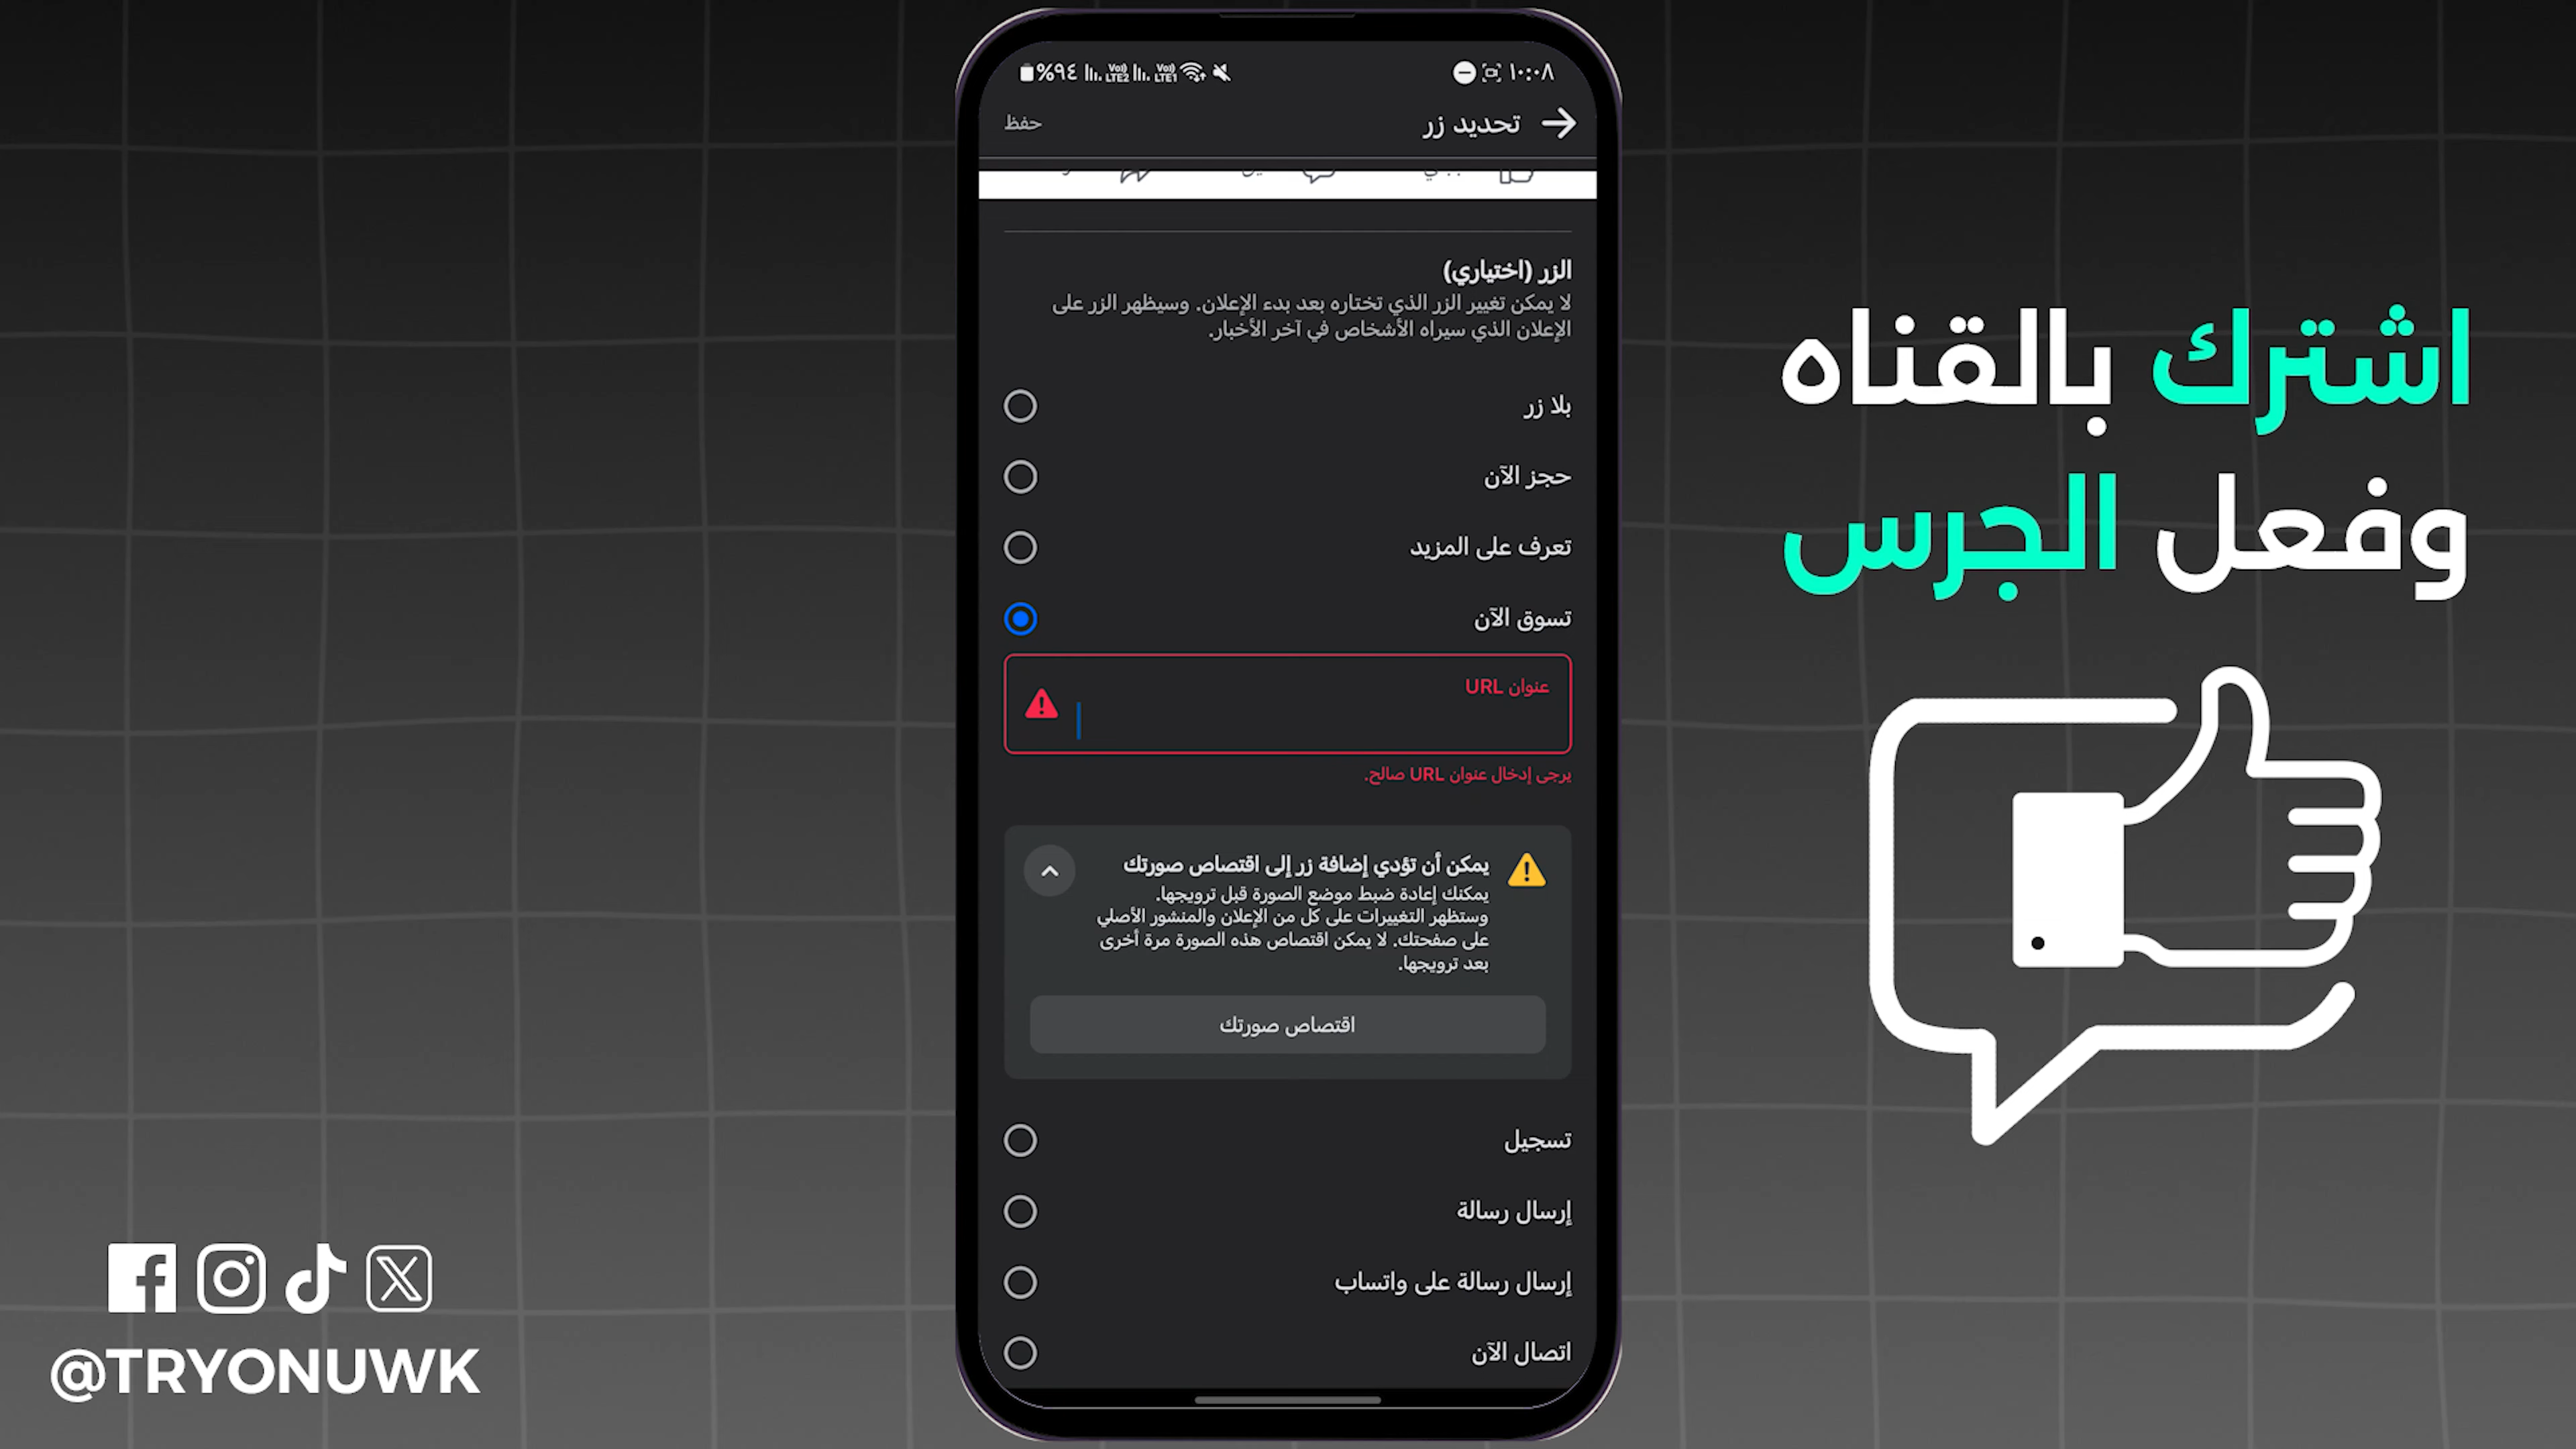 ١٠:٠٨
%٩٤
Vo)) LTE2
Vo)) LTE1
تحديد زر
حفظ
الزر (اختياري)
لا يمكن تغيير الزر الذي تختاره بعد بدء الإعلان. وسيظهر الزر على
الإعلان الذي سيراه الأشخاص في آخر الأخبار.
بلا زر
حجز الآن
تعرف على المزيد
تسوق الآن
عنوان URL
يرجى إدخال عنوان URL صالح.
يمكن أن تؤدي إضافة زر إلى اقتصاص صورتك
يمكنك إعادة ضبط موضع الصورة قبل ترويجها.
وستظهر التغييرات على كل من الإعلان والمنشور الأصلي
على صفحتك. لا يمكن اقتصاص هذه الصورة مرة أخرى
بعد ترويجها.
اقتصاص صورتك
تسجيل
إرسال رسالة
إرسال رسالة على واتساب
اتصال الآن
اشترك بالقناه
وفعل الجرس
@TRYONUWK